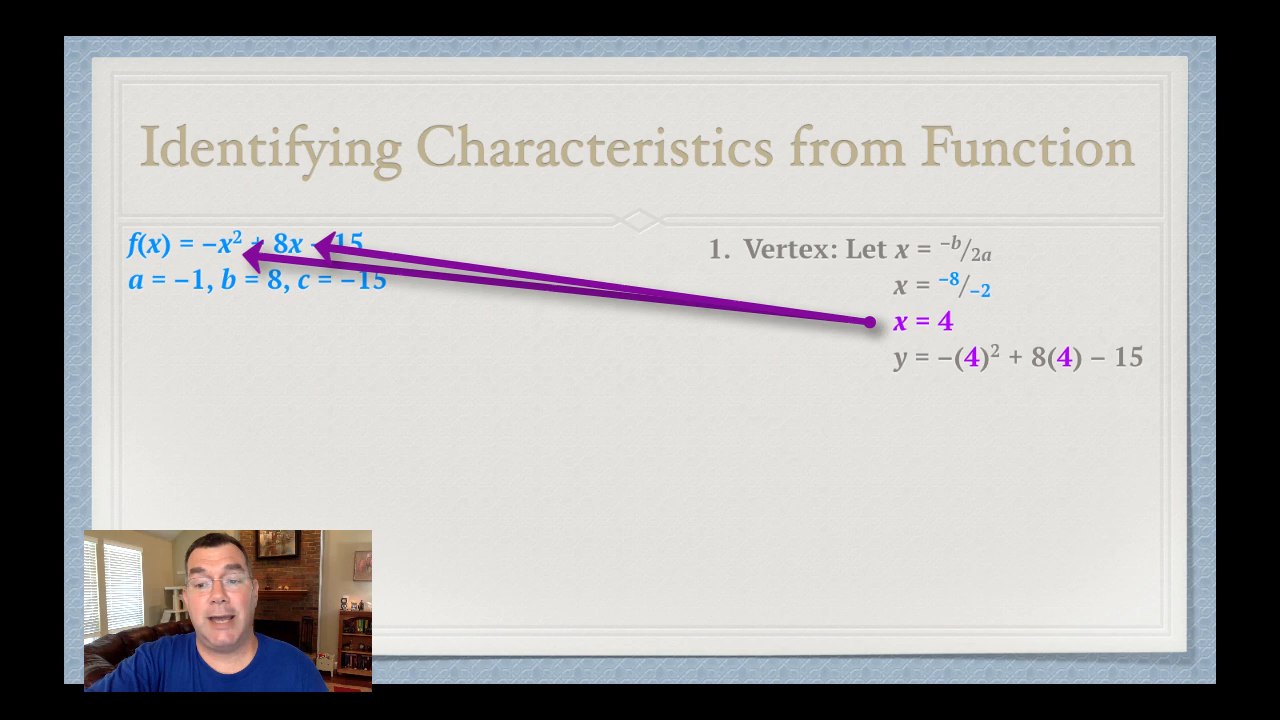 Identifying Characteristics from Function
f(x) = −x² + 8x − 15
a = −1, b = 8, c = −15
1. Vertex: Let x = −b/2a
x = −8/−2
x = 4
y = −(4)² + 8(4) − 15